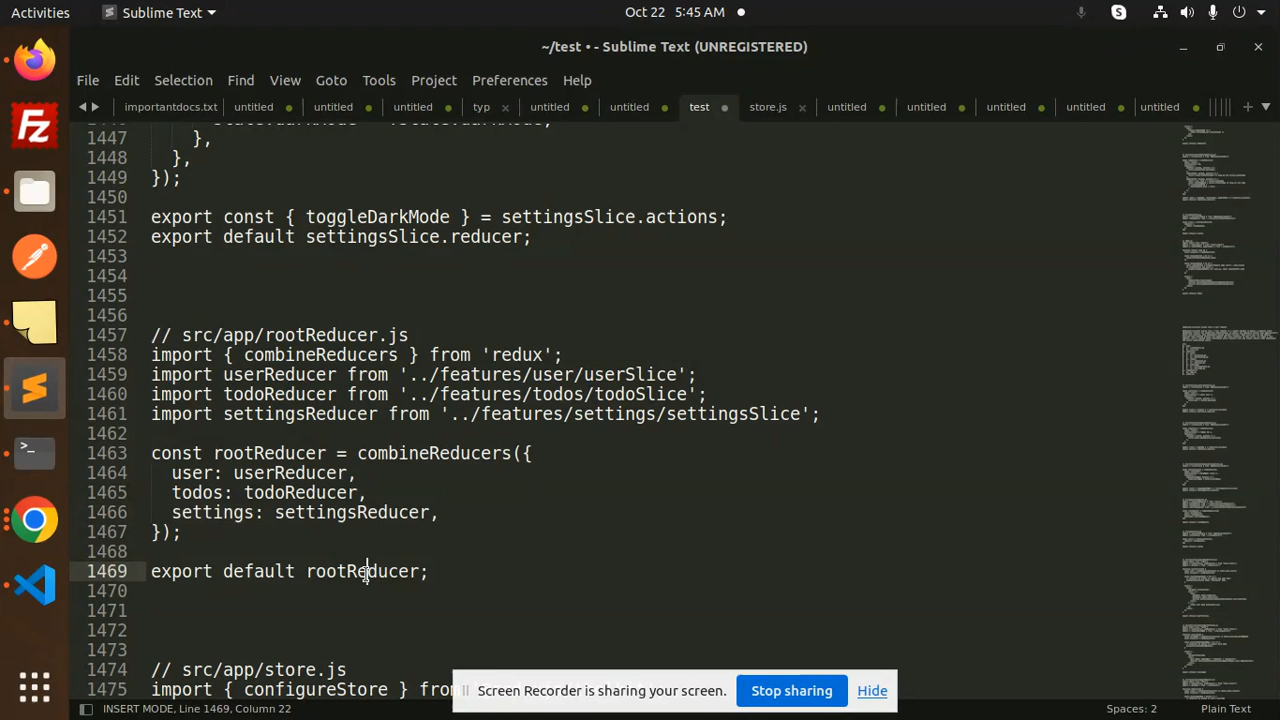 Activities
Sublime Text
Oct 22 5:45 AM
~/test • - Sublime Text (UNREGISTERED)
File Edit Selection Find View Goto Tools Project Preferences Help
importantdocs.txt untitled untitled untitled typ untitled untitled test store.js untitled untitled untitled untitled untitled
1447 },
1448 },
1449 });
1450
1451 export const { toggleDarkMode } = settingsSlice.actions;
1452 export default settingsSlice.reducer;
1453
1454
1455
1456
1457 // src/app/rootReducer.js
1458 import { combineReducers } from 'redux';
1459 import userReducer from '../features/user/userSlice';
1460 import todoReducer from '../features/todos/todoSlice';
1461 import settingsReducer from '../features/settings/settingsSlice';
1462
1463 const rootReducer = combineReducers({
1464 user: userReducer,
1465 todos: todoReducer,
1466 settings: settingsReducer,
1467 });
1468
1469 export default rootReducer;
1470
1471
1472
1473
1474 // src/app/store.js
1475 import { configureStore } from
Screen Recorder is sharing your screen. Stop sharing Hide
INSERT MODE, Line 1469, Column 22
Spaces: 2 Plain Text